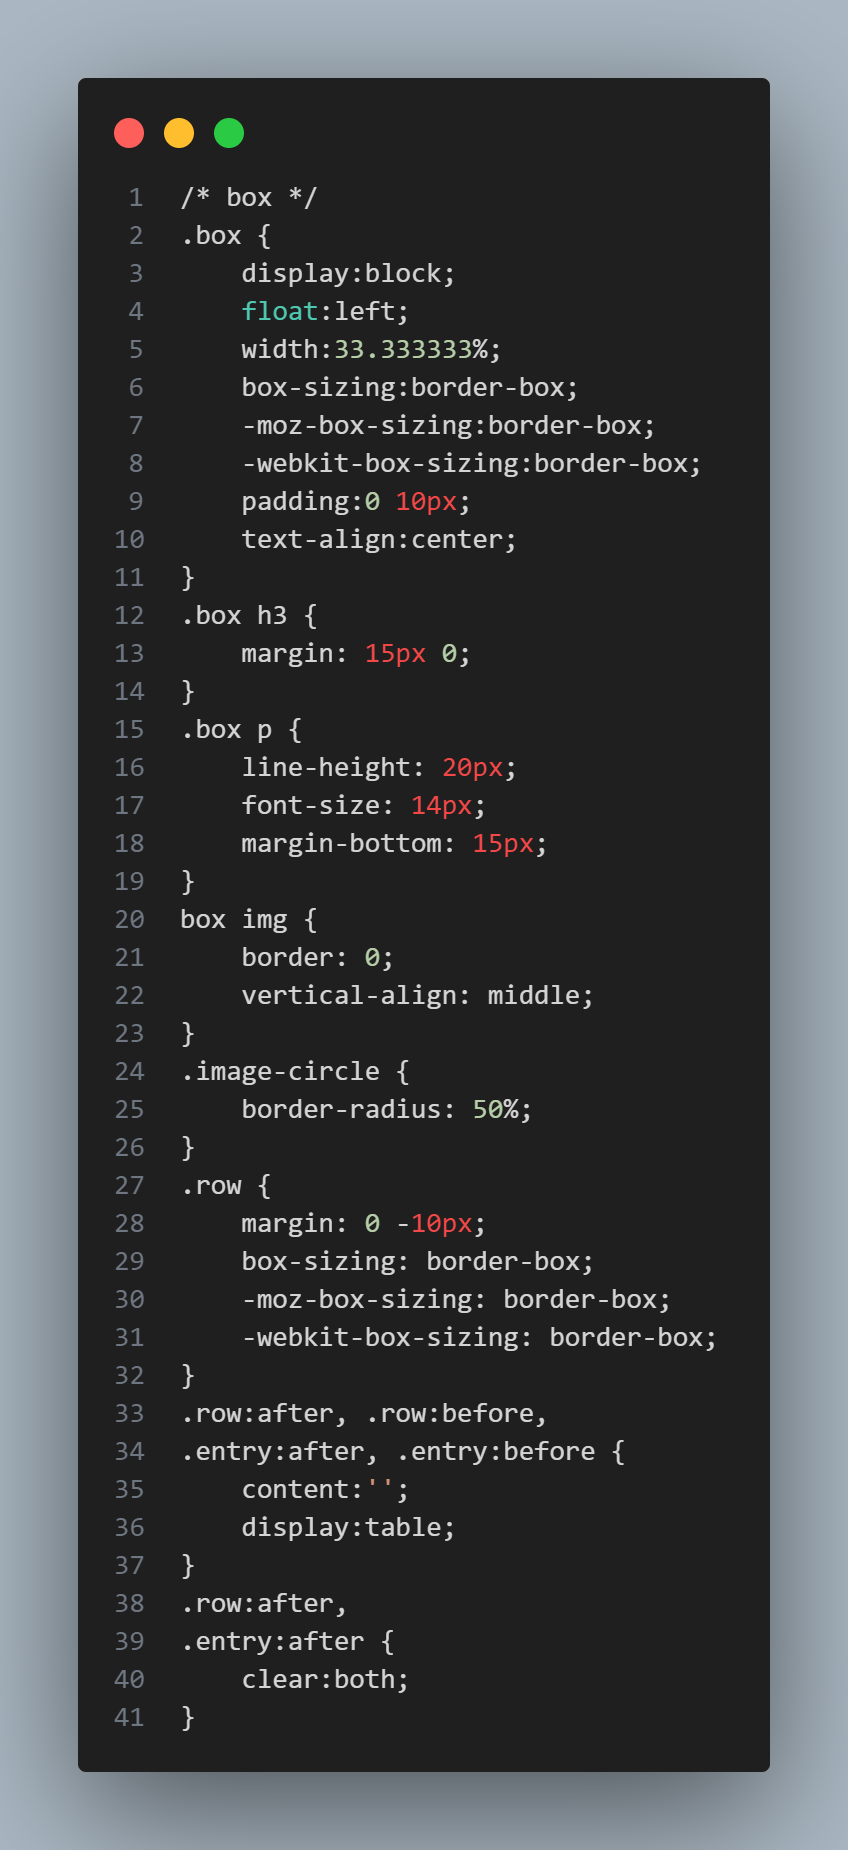 1 /* box */
2 .box {
3     display:block;
4     float:left;
5     width:33.333333%;
6     box-sizing:border-box;
7     -moz-box-sizing:border-box;
8     -webkit-box-sizing:border-box;
9     padding:0 10px;
10     text-align:center;
11 }
12 .box h3 {
13     margin: 15px 0;
14 }
15 .box p {
16     line-height: 20px;
17     font-size: 14px;
18     margin-bottom: 15px;
19 }
20 box img {
21     border: 0;
22     vertical-align: middle;
23 }
24 .image-circle {
25     border-radius: 50%;
26 }
27 .row {
28     margin: 0 -10px;
29     box-sizing: border-box;
30     -moz-box-sizing: border-box;
31     -webkit-box-sizing: border-box;
32 }
33 .row:after, .row:before,
34 .entry:after, .entry:before {
35     content:'';
36     display:table;
37 }
38 .row:after,
39 .entry:after {
40     clear:both;
41 }